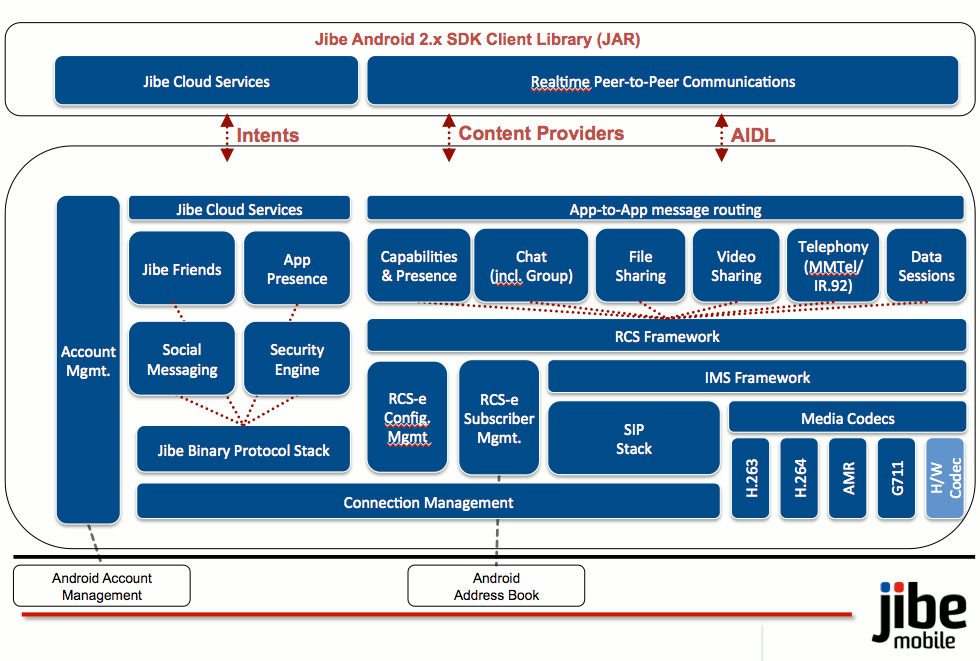 Jibe Android 2.x SDK Client Library (JAR)
Jibe Cloud Services
Realtime Peer-to-Peer Communications
Intents
Content Providers
AIDL
Account
Mgmt.
Jibe Cloud Services
App-to-App message routing
Jibe Friends
App
Presence
Capabilities
& Presence
Chat
(incl. Group)
File
Sharing
Video
Sharing
Telephony
(MMTel/
IR.92)
Data
Sessions
Social
Messaging
Security
Engine
RCS Framework
RCS-e
Config.
Mgmt
RCS-e
Subscriber
Mgmt.
IMS Framework
SIP
Stack
Media Codecs
H.263
H.264
AMR
G711
H/W
Codec
Jibe Binary Protocol Stack
Connection Management
Android Account
Management
Android
Address Book
jibe
mobile